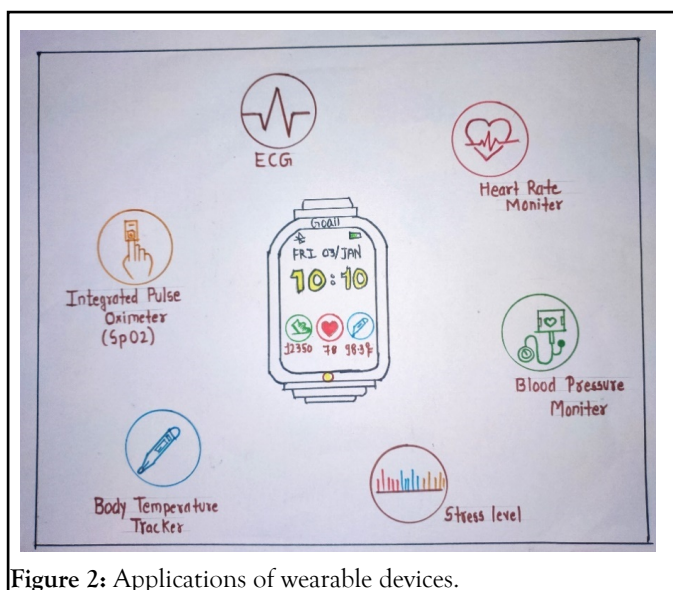 ECG
Heart Rate
Moniter
Goall
FRI 03/JAN
10:10
12350 78 98.3°F
Integrated Pulse
Oximeter
(SpO2)
Blood Pressure
Moniter
Body Temperature
Tracker
Stress level
Figure 2: Applications of wearable devices.